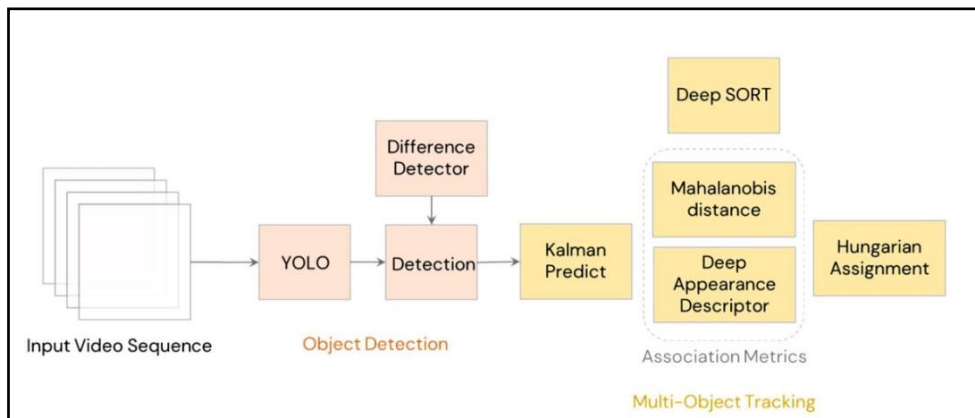 Deep SORT
Difference
Detector
Mahalanobis
distance
YOLO
Detection
Kalman
Predict
Deep
Appearance
Descriptor
Hungarian
Assignment
Input Video Sequence
Object Detection
Association Metrics
Multi-Object Tracking